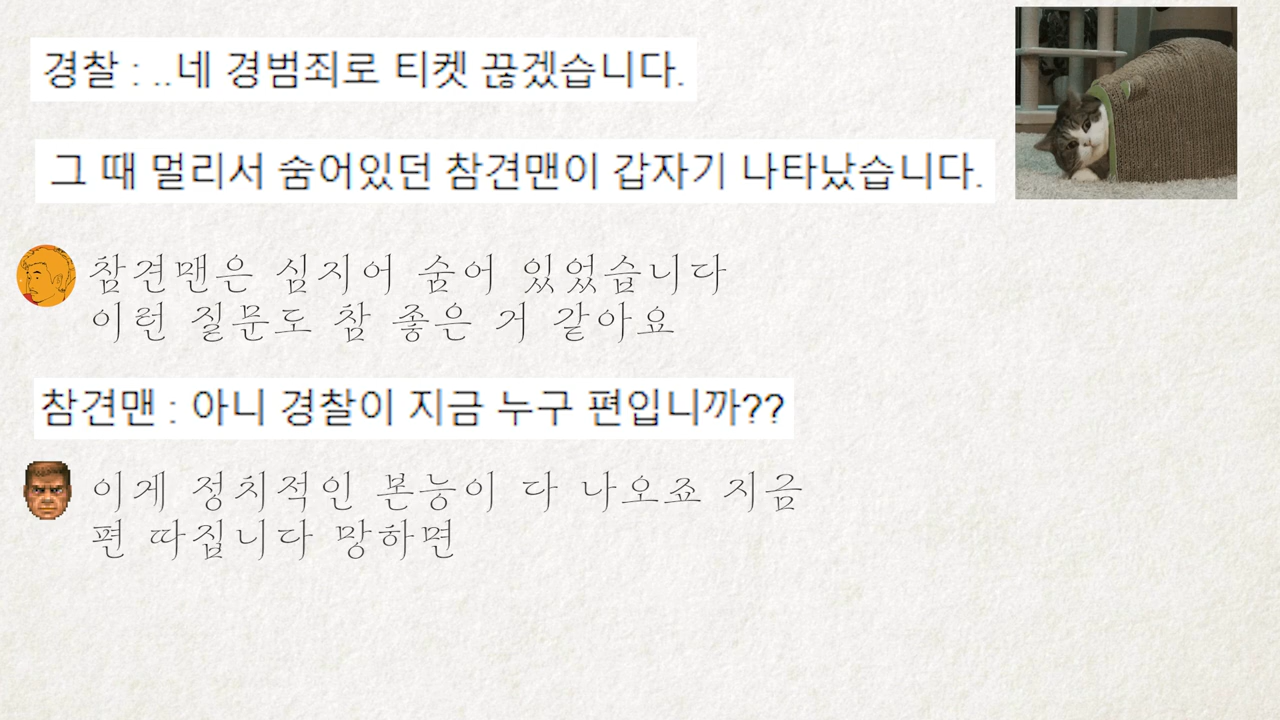 경찰 : ..네 경범죄로 티켓 끊겠습니다.
그 때 멀리서 숨어있던 참견맨이 갑자기 나타났습니다.
참견맨은 심지어 숨어 있었습니다
이런 질문도 참 좋은 거 같아요
참견맨 : 아니 경찰이 지금 누구 편입니까??
이게 정치적인 본능이 다 나오죠 지금
편 따집니다 망하면